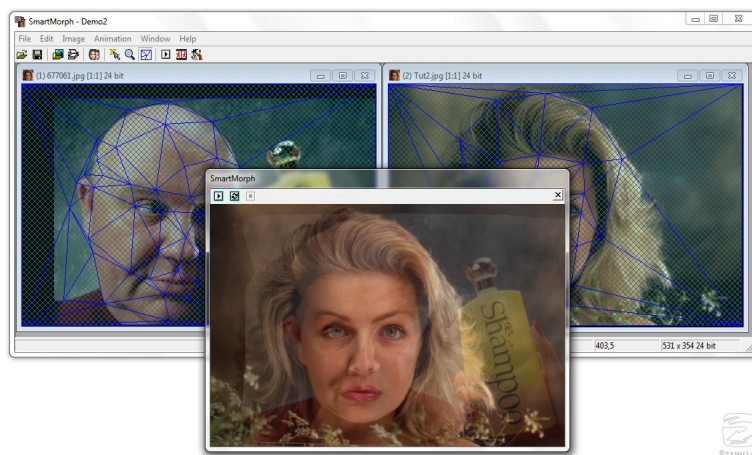 SmartMorph - Demo2
File Edit Image Animation Window Help
(1) 677061.jpg [1:1] 24 bit
(2) Tut2.jpg [1:1] 24 bit
SmartMorph
Shampoo
403,5 531 x 354 24 bit